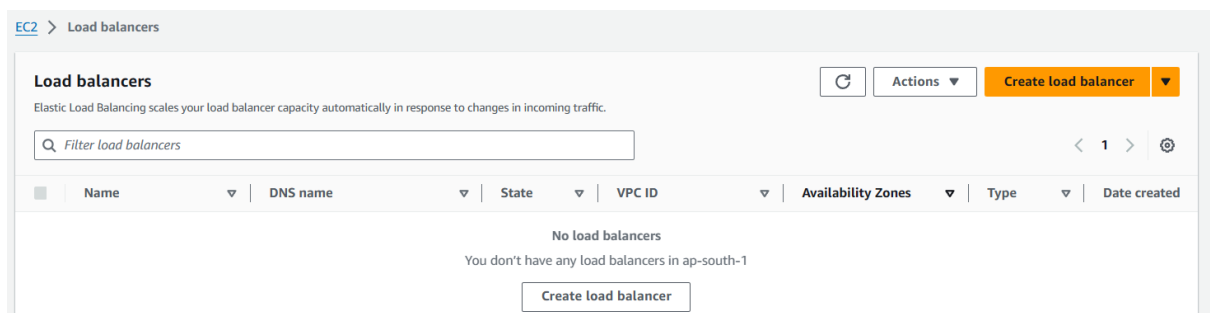 EC2 > Load balancers
Load balancers
Actions
Create load balancer
Elastic Load Balancing scales your load balancer capacity automatically in response to changes in incoming traffic.
Filter load balancers
1
Name DNS name State VPC ID Availability Zones Type Date created
No load balancers
You don't have any load balancers in ap-south-1
Create load balancer